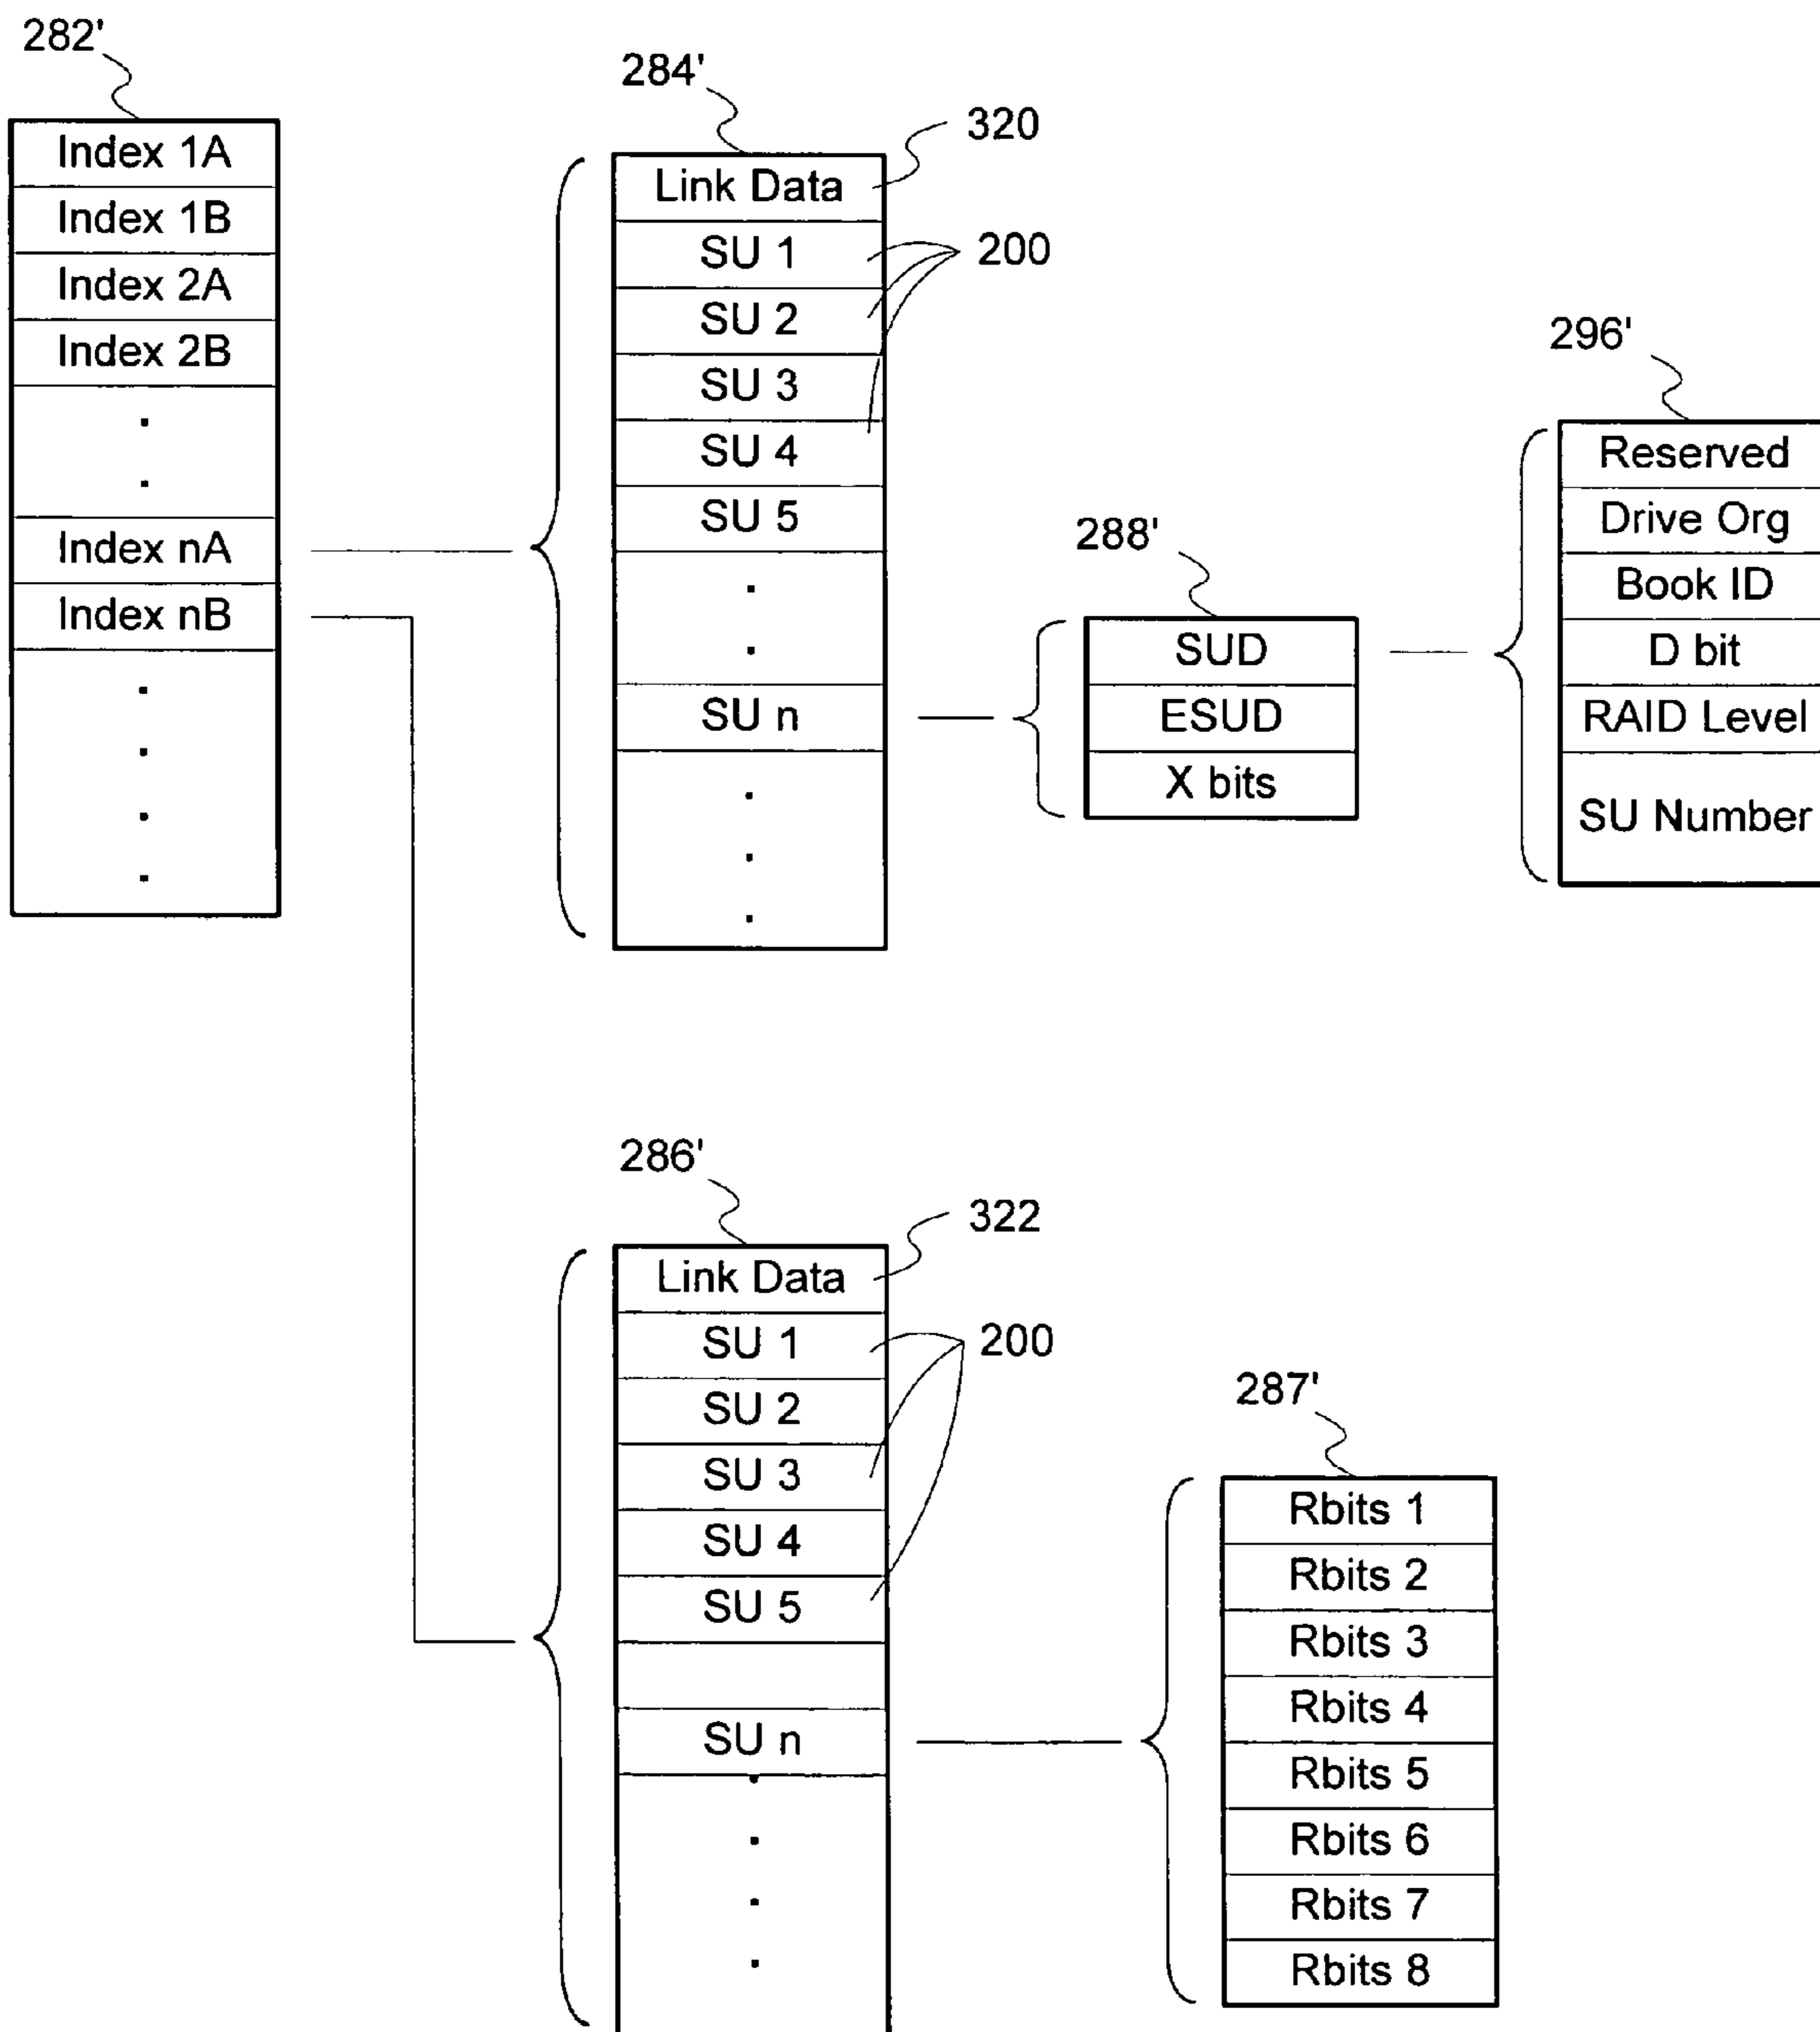 282'
Index 1A
Index 1B
Index 2A
Index 2B
.
.
Index nA
Index nB
.
.
.
.
284'
320
Link Data
SU 1
200
SU 2
SU 3
SU 4
SU 5
.
.
SU n
.
.
.
288'
SUD
ESUD
X bits
296'
Reserved
Drive Org
Book ID
D bit
RAID Level
SU Number
286'
322
Link Data
SU 1
200
SU 2
SU 3
SU 4
SU 5
SU n
.
.
.
.
287'
Rbits 1
Rbits 2
Rbits 3
Rbits 4
Rbits 5
Rbits 6
Rbits 7
Rbits 8